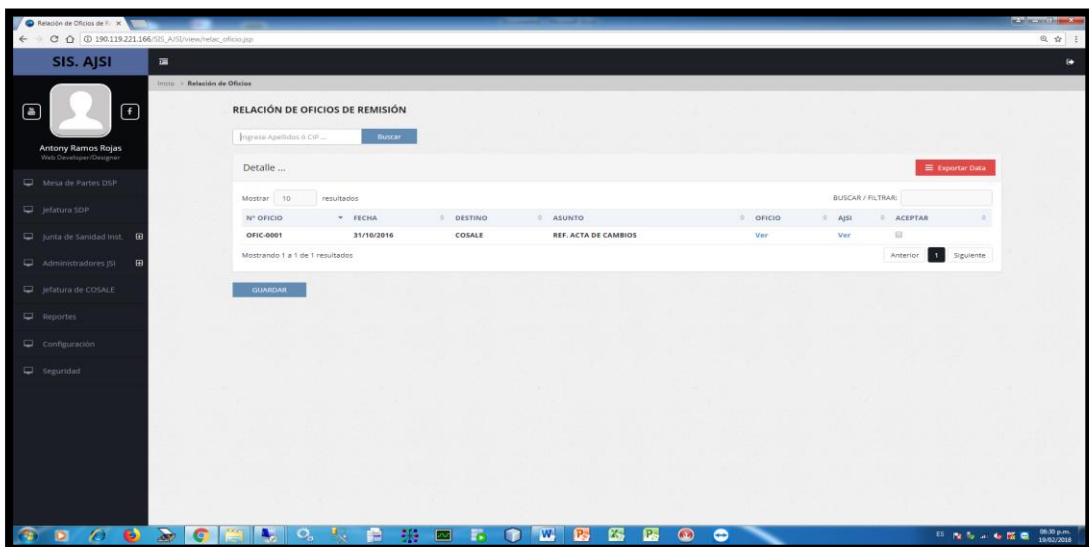 Relación de Oficios de R
190.119.221.166/SIS_AJSI/view/relac_oficio.jsp
SIS. AJSI
Inicio > Relación de Oficios
Antony Ramos Rojas
Web Developer/Designer
Mesa de Partes DSP
Jefatura SDP
Junta de Sanidad Inst.
Administradores JSI
Jefatura de COSALE
Reportes
Configuración
Seguridad
RELACIÓN DE OFICIOS DE REMISIÓN
Ingrese Apellidos ó CIP ... Buscar
Detalle ... Exportar Data
Mostrar 10 resultados BUSCAR / FILTRAR:
N° OFICIO FECHA DESTINO ASUNTO OFICIO AJSI ACEPTAR
OFIC-0001 31/10/2016 COSALE REF. ACTA DE CAMBIOS Ver Ver
Mostrando 1 a 1 de 1 resultados Anterior 1 Siguiente
GUARDAR
ES 06:30 p.m.
19/02/2018